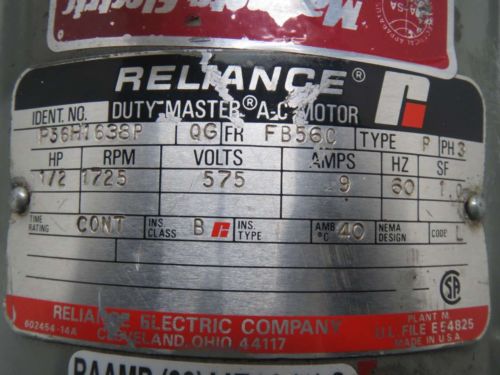 Electric
RELIANCE®
DUTY MASTER® A-C MOTOR
IDENT. NO. P56H1638P QG FR FB56C TYPE P PH 3
HP RPM VOLTS AMPS HZ SF
1/2 1725 575 .9 60 1.0
TIME RATING CONT INS. CLASS B INS. TYPE AMB °C 40 NEMA DESIGN CODE L
RELIANCE ELECTRIC COMPANY
CLEVELAND, OHIO 44117
602454-14A
PLANT M.
U.L. FILE E54825
MADE IN U.S.A.